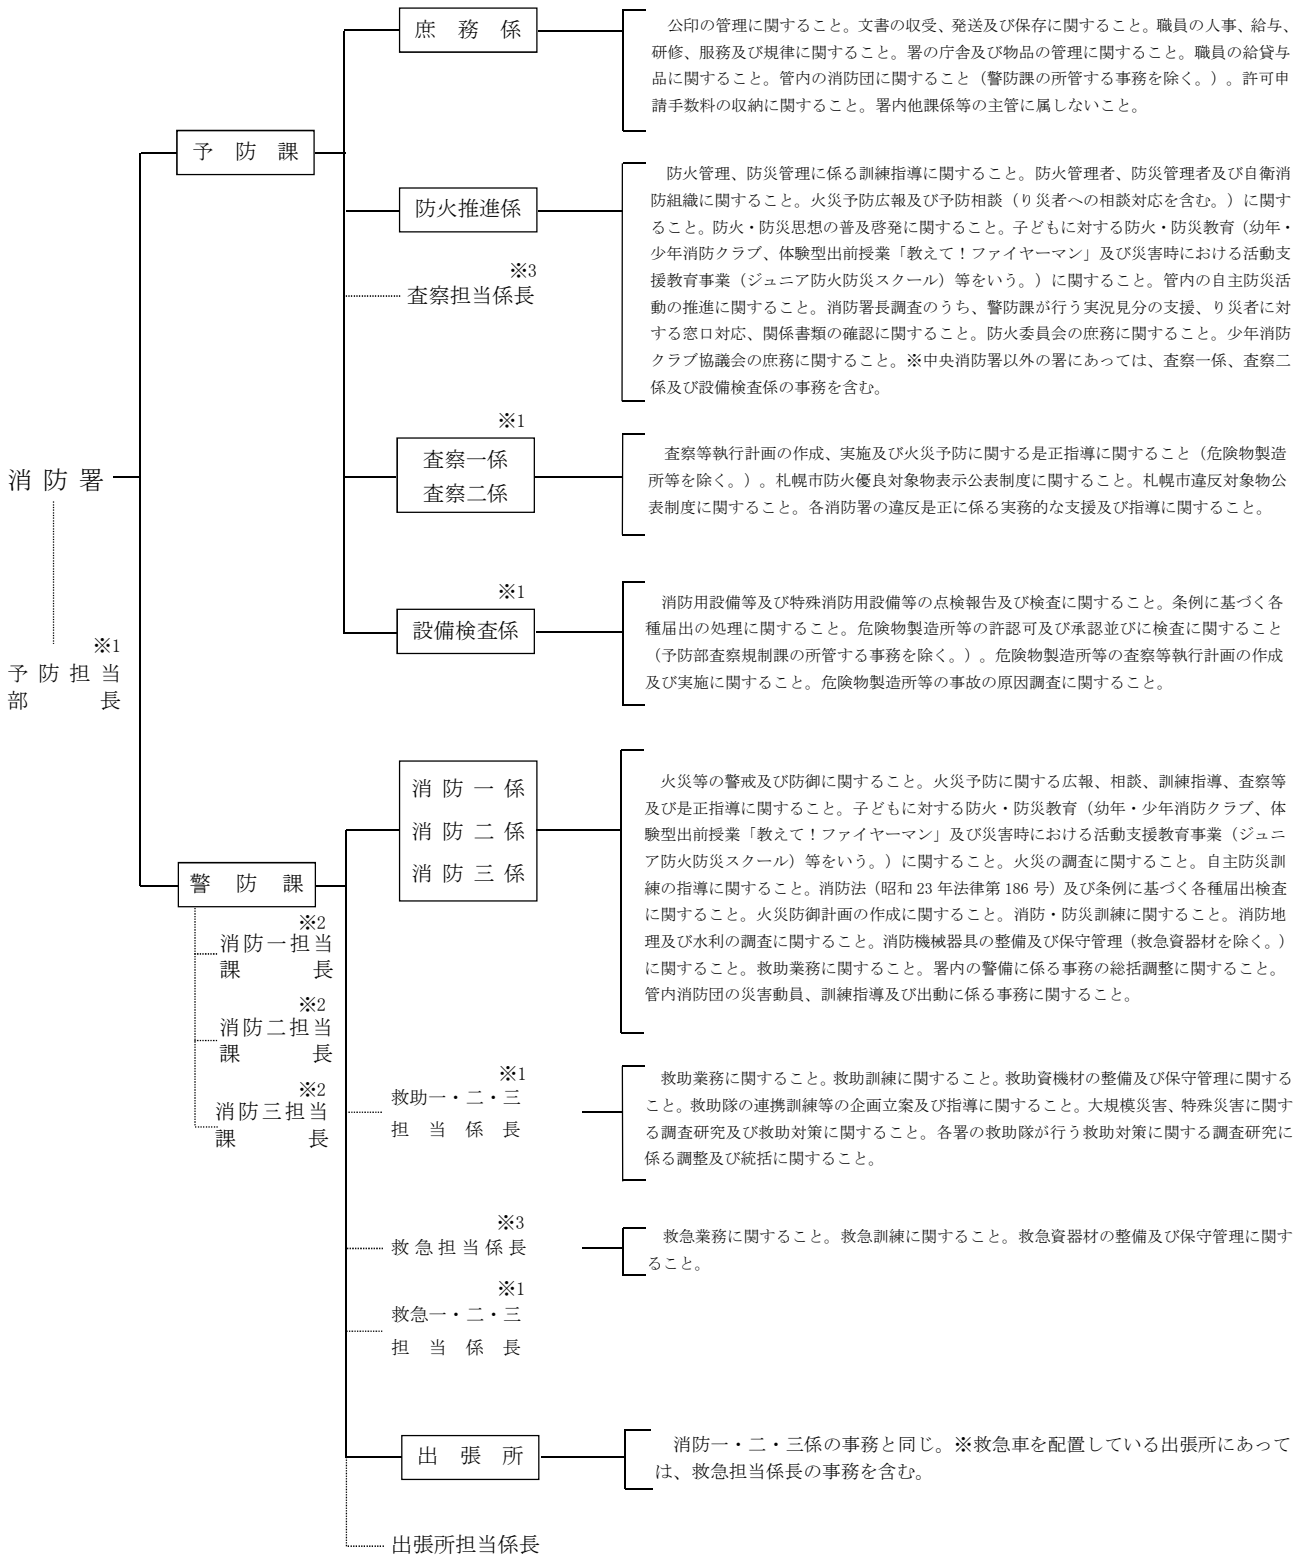 庶務係
公印の管理に関すること。文書の収受、発送及び保存に関すること。職員の人事、給与、
研修、服務及び規律に関すること。署の庁舎及び物品の管理に関すること。職員の給貸与
品に関すること。管内の消防団に関すること（警防課の所管する事務を除く。）。許可申
請手数料の収納に関すること。署内他課係等の主管に属しないこと。
予防課
防火推進係
防火管理、防災管理に係る訓練指導に関すること。防火管理者、防災管理者及び自衛消
防組織に関すること。火災予防広報及び予防相談（り災者への相談対応を含む。）に関す
ること。防火・防災思想の普及啓発に関すること。子どもに対する防火・防災教育（幼年・
少年消防クラブ、体験型出前授業「教えて！ファイヤーマン」及び災害時における活動支
援教育事業（ジュニア防火防災スクール）等をいう。）に関すること。管内の自主防災活
動の推進に関すること。消防署長調査のうち、警防課が行う実況見分の支援、り災者に対
する窓口対応、関係書類の確認に関すること。防火委員会の庶務に関すること。少年消防
クラブ協議会の庶務に関すること。※中央消防署以外の署にあっては、査察一係、査察二
係及び設備検査係の事務を含む。
※3
査察担当係長
※1
査察一係
査察二係
査察等執行計画の作成、実施及び火災予防に関する是正指導に関すること（危険物製造
所等を除く。）。札幌市防火優良対象物表示公表制度に関すること。札幌市違反対象物公
表制度に関すること。各消防署の違反是正に係る実務的な支援及び指導に関すること。
消防署
※1
設備検査係
消防用設備等及び特殊消防用設備等の点検報告及び検査に関すること。条例に基づく各
種届出の処理に関すること。危険物製造所等の許認可及び承認並びに検査に関すること
（予防部査察規制課の所管する事務を除く。）。危険物製造所等の査察等執行計画の作成
及び実施に関すること。危険物製造所等の事故の原因調査に関すること。
※1
予防担当
部長
消防一係
消防二係
消防三係
火災等の警戒及び防御に関すること。火災予防に関する広報、相談、訓練指導、査察等
及び是正指導に関すること。子どもに対する防火・防災教育（幼年・少年消防クラブ、体
験型出前授業「教えて！ファイヤーマン」及び災害時における活動支援教育事業（ジュニ
ア防火防災スクール）等をいう。）に関すること。火災の調査に関すること。自主防災訓
練の指導に関すること。消防法（昭和 23 年法律第 186 号）及び条例に基づく各種届出検査
に関すること。火災防御計画の作成に関すること。消防・防災訓練に関すること。消防地
理及び水利の調査に関すること。消防機械器具の整備及び保守管理（救急資器材を除く。）
に関すること。救助業務に関すること。署内の警備に係る事務の総括調整に関すること。
管内消防団の災害動員、訓練指導及び出動に係る事務に関すること。
警防課
※2
消防一担当
課長
※2
消防二担当
課長
※2
消防三担当
課長
※1
救助一・二・三
担当係長
救助業務に関すること。救助訓練に関すること。救助資機材の整備及び保守管理に関する
こと。救助隊の連携訓練等の企画立案及び指導に関すること。大規模災害、特殊災害に関す
る調査研究及び救助対策に関すること。各署の救助隊が行う救助対策に関する調査研究に
係る調整及び統括に関すること。
※3
救急担当係長
救急業務に関すること。救急訓練に関すること。救急資器材の整備及び保守管理に関す
ること。
※1
救急一・二・三
担当係長
出張所
消防一・二・三係の事務と同じ。※救急車を配置している出張所にあって
は、救急担当係長の事務を含む。
出張所担当係長